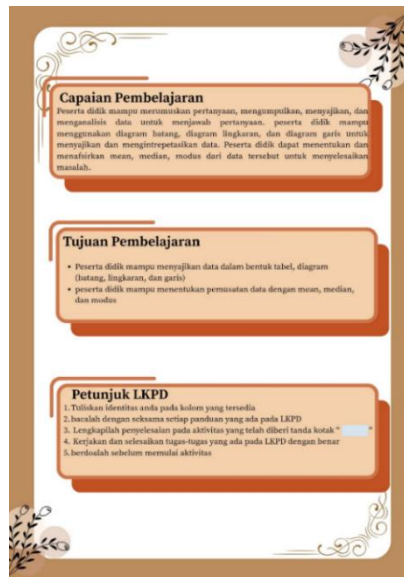 Capaian Pembelajaran
Peserta didik mampu merumuskan pertanyaan, mengumpulkan, menyajikan, dan
menganalisis data untuk menjawab pertanyaan. peserta didik mampu
menggunakan diagram batang, diagram lingkaran, dan diagram garis untuk
menyajikan dan mengintrepetasikan data. Peserta didik dapat menentukan dan
menafsirkan mean, median, modus dari data tersebut untuk menyelesaikan
masalah.
Tujuan Pembelajaran
• Peserta didik mampu menyajikan data dalam bentuk tabel, diagram
(batang, lingkaran, dan garis)
• peserta didik mampu menentukan pemusatan data dengan mean, median,
dan modus
Petunjuk LKPD
1. Tuliskan identitas anda pada kolom yang tersedia
2. bacalah dengan seksama setiap panduan yang ada pada LKPD
3. Lengkapilah penyelesaian pada aktivitas yang telah diberi tanda kotak " "
4. Kerjakan dan selesaikan tugas-tugas yang ada pada LKPD dengan benar
5. berdoalah sebelum memulai aktivitas